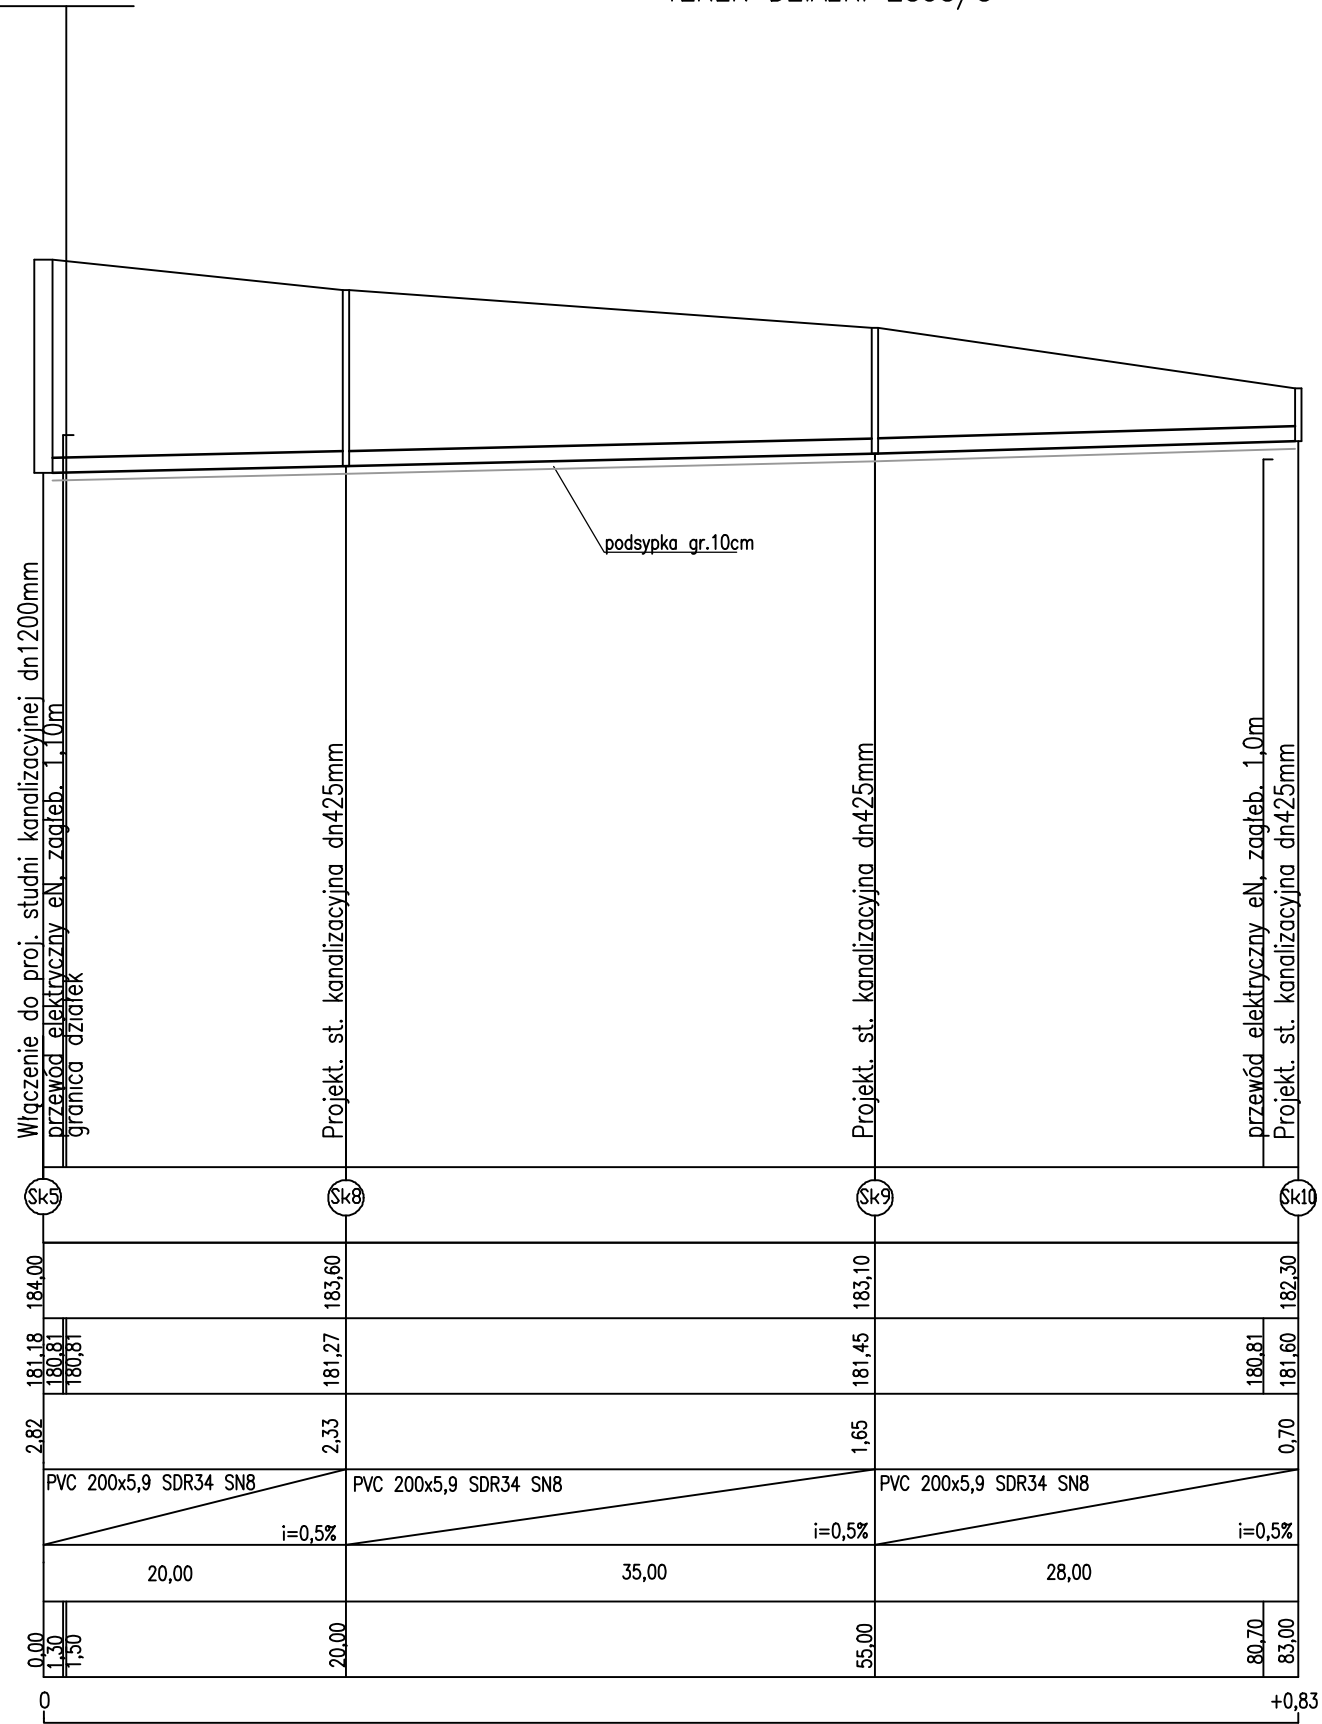 podsypka gr.10cm
Włączenie do proj. studni kanalizacyjnej dn1200mm
przewód elektryczny eN, zagłęb. 1,10m
granica działek
Projekt. st. kanalizacyjna dn425mm
Projekt. st. kanalizacyjna dn425mm
przewód elektryczny eN, zagłęb. 1,0m
Projekt. st. kanalizacyjna dn425mm
Sk5 Sk8 Sk9 Sk10
184,00 183,60 183,10 182,30
181,18 180,81 180,81 181,27 181,45 180,81 181,60
2,82 2,33 1,65 0,70
PVC 200x5,9 SDR34 SN8 PVC 200x5,9 SDR34 SN8 PVC 200x5,9 SDR34 SN8
i=0,5% i=0,5% i=0,5%
20,00 35,00 28,00
0,00 1,30 1,50 20,00 55,00 80,70 83,00
0 +0,83